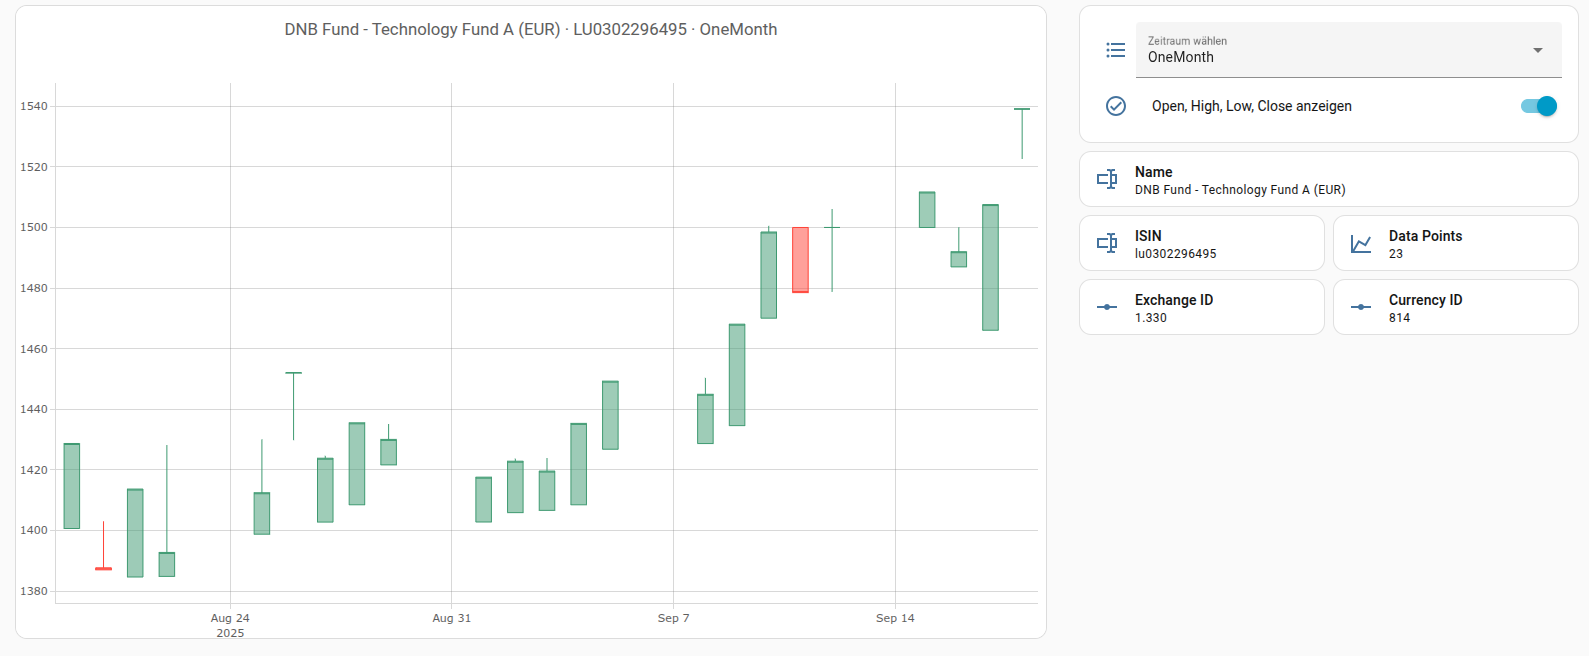 DNB Fund - Technology Fund A (EUR) · LU0302296495 · OneMonth
1540
1520
1500
1480
1460
1440
1420
1400
1380
Aug 24
2025
Aug 31
Sep 7
Sep 14
Zeitraum wählen
OneMonth
Open, High, Low, Close anzeigen
Name
DNB Fund - Technology Fund A (EUR)
ISIN
lu0302296495
Data Points
23
Exchange ID
1.330
Currency ID
814